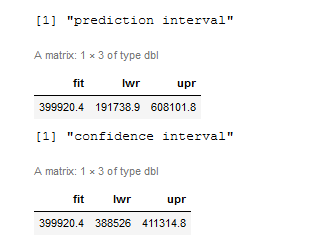 [1] "prediction interval"
A matrix: 1 × 3 of type dbl
fit lwr upr
399920.4 191738.9 608101.8
[1] "confidence interval"
A matrix: 1 × 3 of type dbl
fit lwr upr
399920.4 388526 411314.8